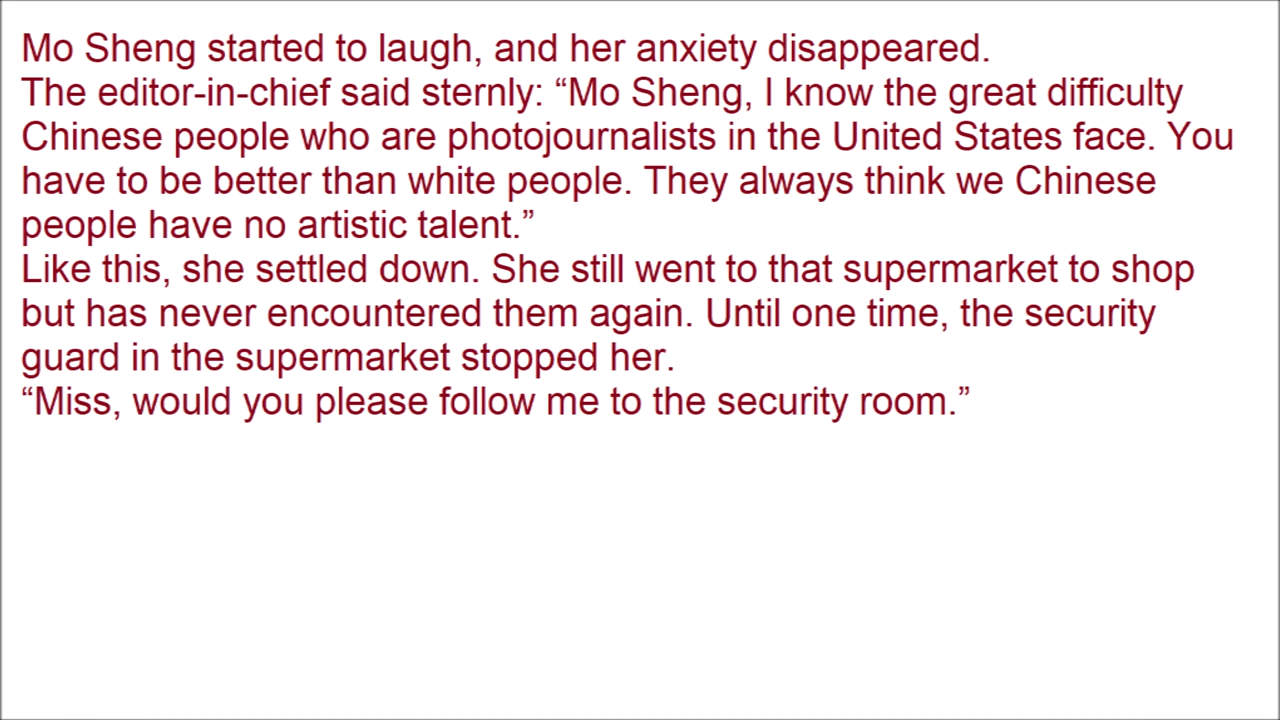 Mo Sheng started to laugh, and her anxiety disappeared.
The editor-in-chief said sternly: “Mo Sheng, I know the great difficulty
Chinese people who are photojournalists in the United States face. You
have to be better than white people. They always think we Chinese
people have no artistic talent.”
Like this, she settled down. She still went to that supermarket to shop
but has never encountered them again. Until one time, the security
guard in the supermarket stopped her.
“Miss, would you please follow me to the security room.”